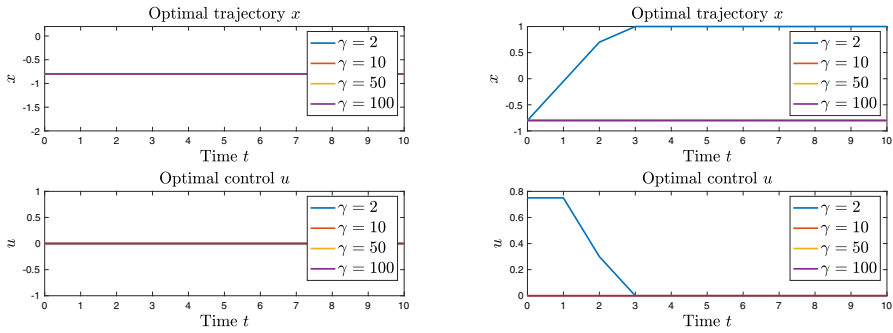 Optimal trajectory x
0
-0.5
-1
-1.5
-2
x
γ = 2
γ = 10
γ = 50
γ = 100
0 1 2 3 4 5 6 7 8 9 10
Time t
Optimal trajectory x
1
0.5
0
-0.5
-1
x
γ = 2
γ = 10
γ = 50
γ = 100
0 1 2 3 4 5 6 7 8 9 10
Time t
Optimal control u
1
0.5
0
-0.5
-1
u
γ = 2
γ = 10
γ = 50
γ = 100
0 1 2 3 4 5 6 7 8 9 10
Time t
Optimal control u
0.8
0.6
0.4
0.2
0
u
γ = 2
γ = 10
γ = 50
γ = 100
0 1 2 3 4 5 6 7 8 9 10
Time t